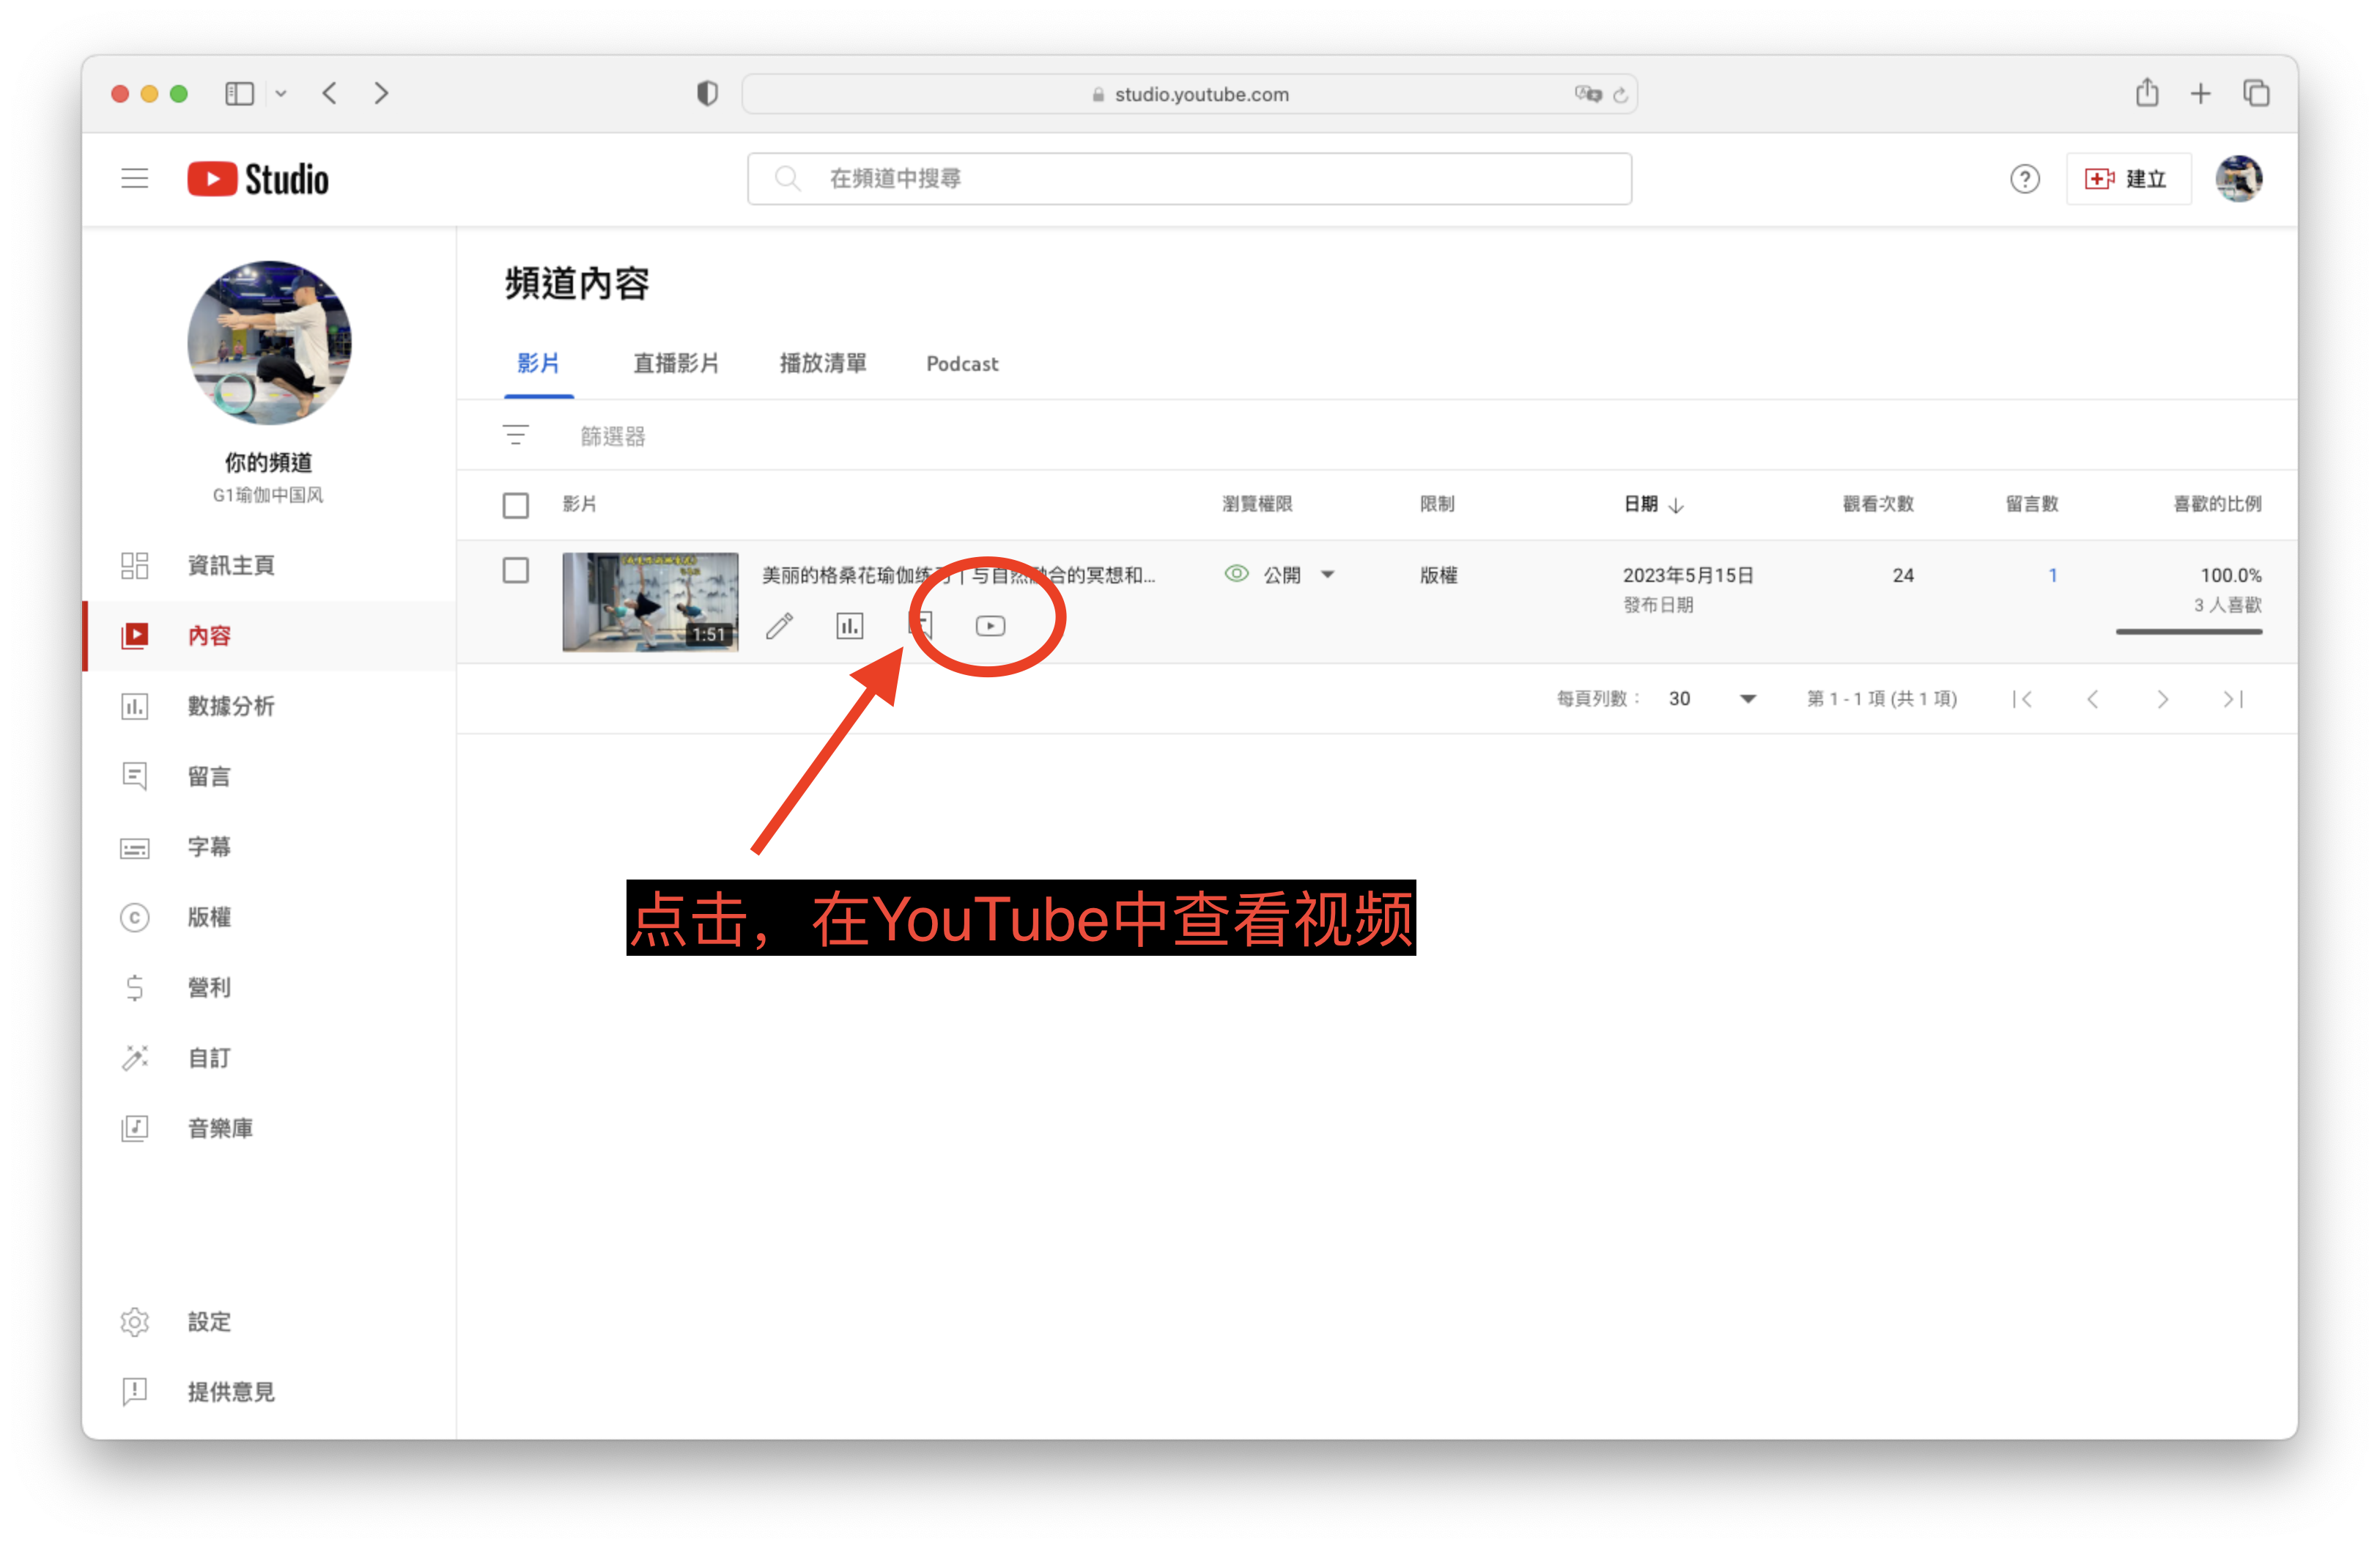 studio.youtube.com
Studio
在頻道中搜尋
建立
你的頻道
G1瑜伽中国风
資訊主頁
內容
數據分析
留言
字幕
版權
營利
自訂
音樂庫
設定
提供意見
頻道內容
影片 直播影片 播放清單 Podcast
篩選器
影片 瀏覽權限 限制 日期 觀看次數 留言數 喜歡的比例
美丽的格桑花瑜伽练习 | 与自然融合的冥想和... 公開 版權 2023年5月15日 24 1 100.0%
發布日期 3 人喜歡
1:51
每頁列數： 30 第 1 - 1 項 (共 1 項)
点击，在YouTube中查看视频